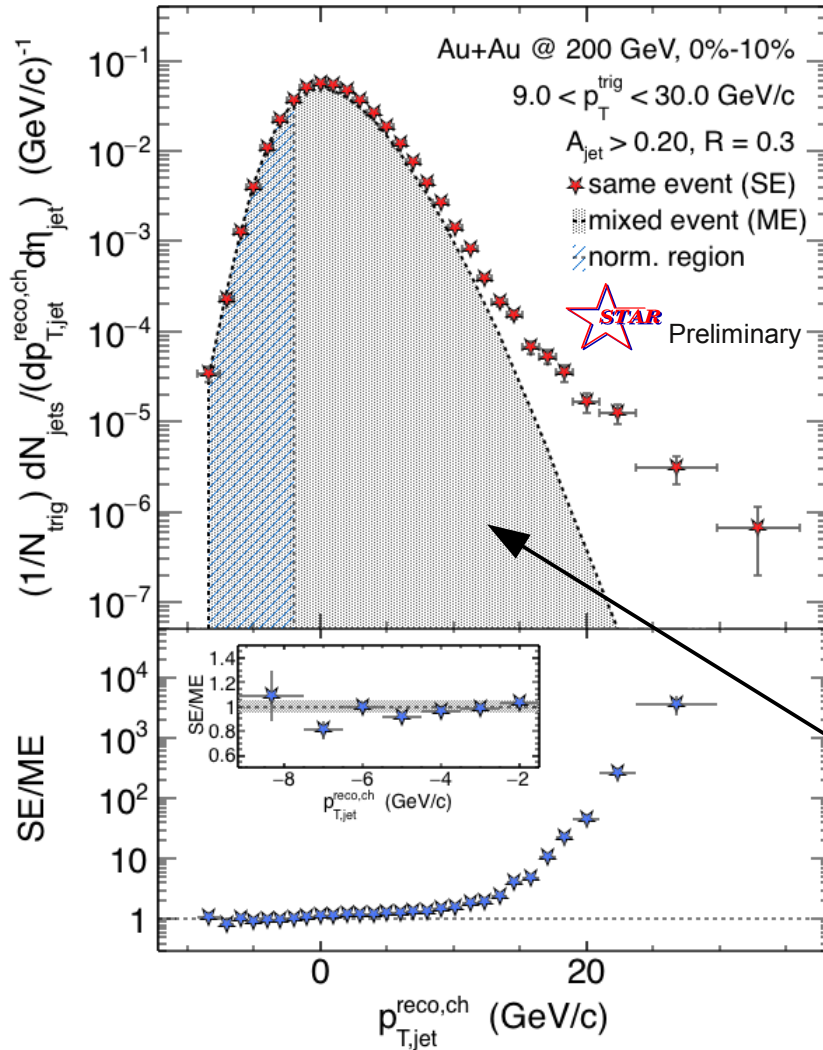 Au+Au @ 200 GeV, 0%-10%
9.0 < p_T^trig < 30.0 GeV/c
A_jet > 0.20, R = 0.3
same event (SE)
mixed event (ME)
norm. region
STAR Preliminary
(1/N_trig) dN_jets/(dp_T,jet^reco,ch dη_jet) (GeV/c)^-1
10^-1
10^-2
10^-3
10^-4
10^-5
10^-6
10^-7
SE/ME
10^4
10^3
10^2
10
1
SE/ME
1.4
1.2
1
0.8
0.6
−8 −6 −4 −2
p_T,jet^reco,ch (GeV/c)
0 20
p_T,jet^reco,ch (GeV/c)